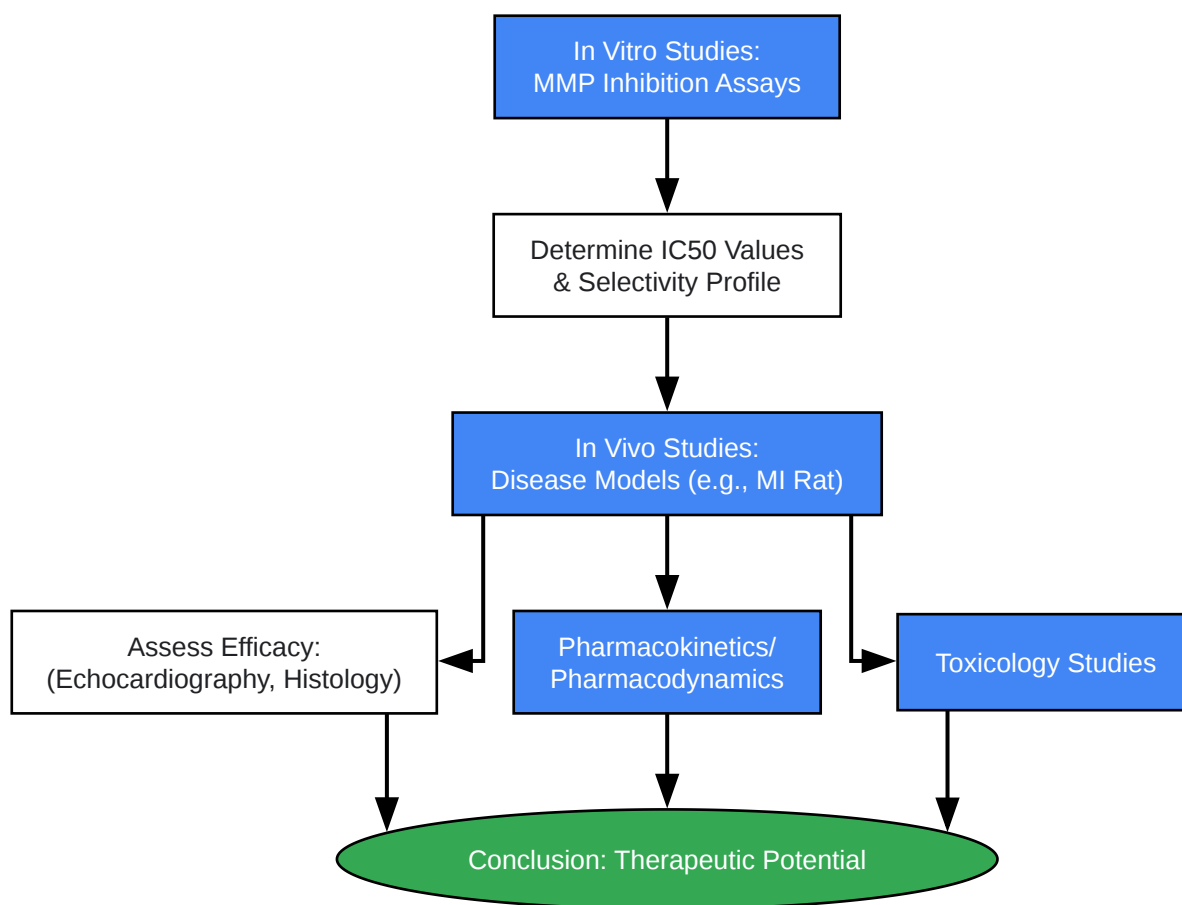 In Vitro Studies:
MMP Inhibition Assays
Determine IC50 Values
& Selectivity Profile
In Vivo Studies:
Disease Models (e.g., MI Rat)
Assess Efficacy:
(Echocardiography, Histology)
Pharmacokinetics/
Pharmacodynamics
Toxicology Studies
Conclusion: Therapeutic Potential